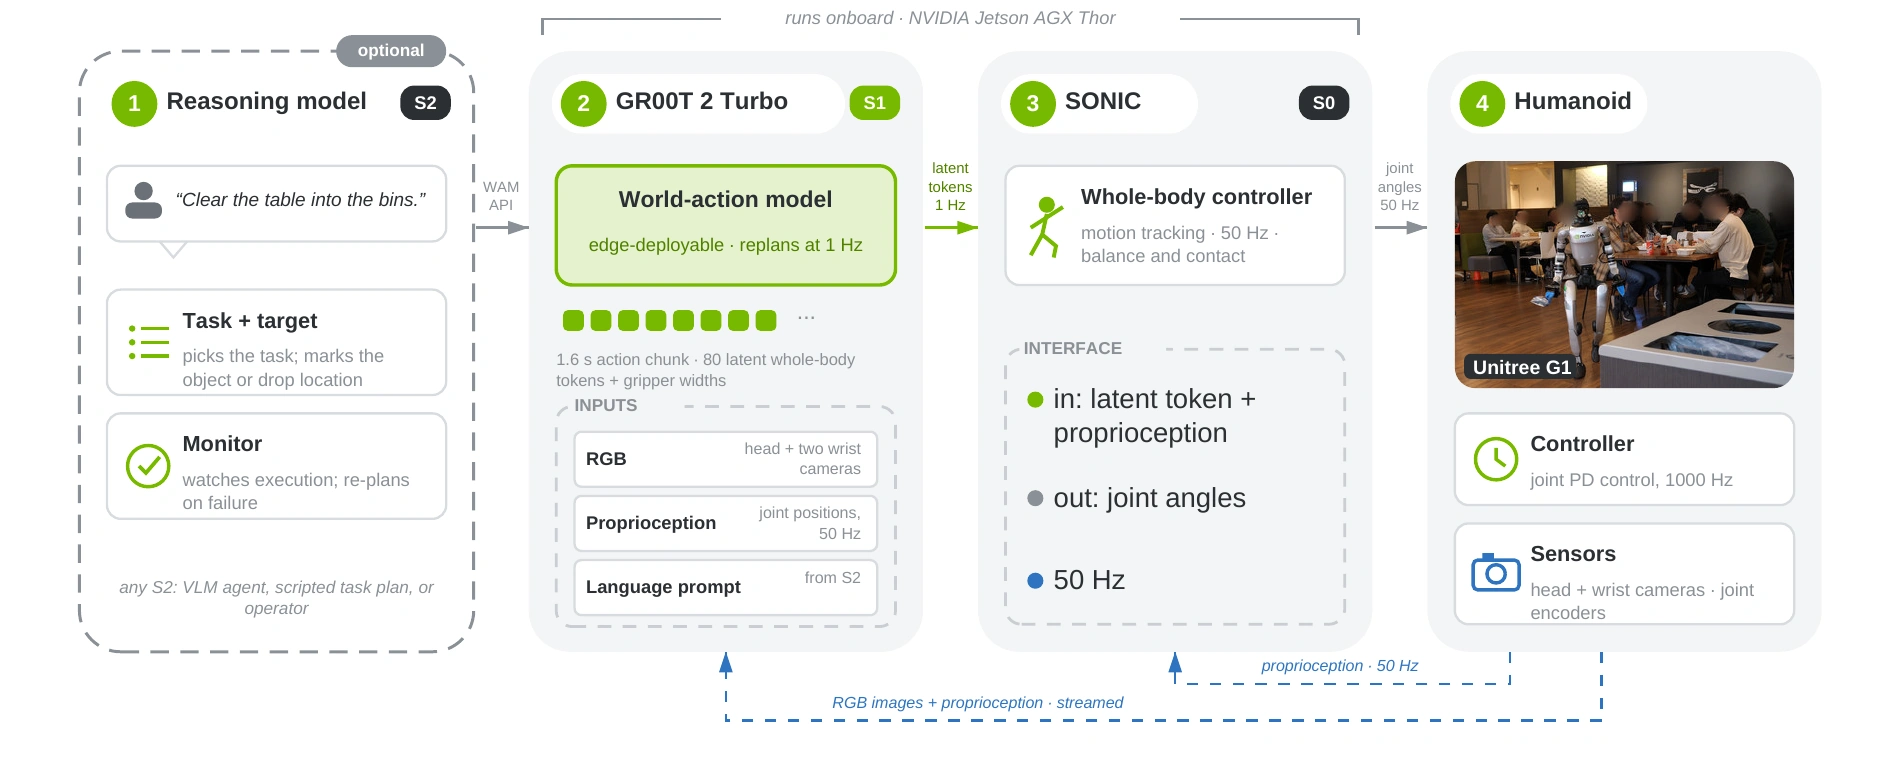 runs onboard · NVIDIA Jetson AGX Thor
optional
1 Reasoning model S2
“Clear the table into the bins.”
Task + target
picks the task; marks the
object or drop location
Monitor
watches execution; re-plans
on failure
any S2: VLM agent, scripted task plan, or
operator
WAM
API
2 GR00T 2 Turbo S1
World-action model
edge-deployable · replans at 1 Hz
...
1.6 s action chunk · 80 latent whole-body
tokens + gripper widths
INPUTS
RGB
head + two wrist
cameras
Proprioception
joint positions,
50 Hz
Language prompt
from S2
latent
tokens
1 Hz
3 SONIC S0
Whole-body controller
motion tracking · 50 Hz ·
balance and contact
INTERFACE
in: latent token +
proprioception
out: joint angles
50 Hz
joint
angles
50 Hz
4 Humanoid
Unitree G1
Controller
joint PD control, 1000 Hz
Sensors
head + wrist cameras · joint
encoders
proprioception · 50 Hz
RGB images + proprioception · streamed